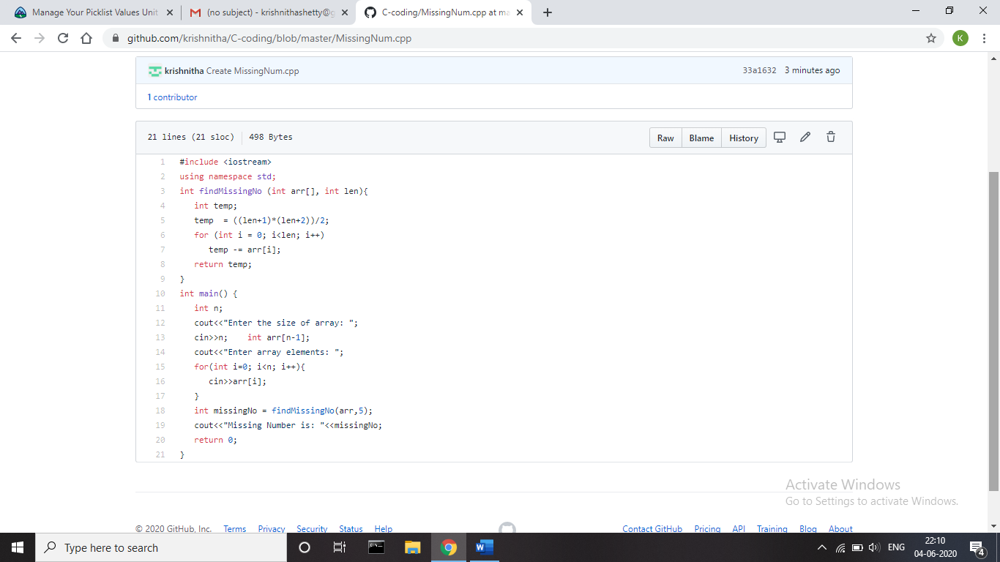 Manage Your Picklist Values Unit
(no subject) - krishnithashetty@g
C-coding/MissingNum.cpp at ma
github.com/krishnitha/C-coding/blob/master/MissingNum.cpp
K
krishnitha Create MissingNum.cpp 33a1632 3 minutes ago
1 contributor
21 lines (21 sloc) 498 Bytes Raw Blame History
1 #include <iostream>
2 using namespace std;
3 int findMissingNo (int arr[], int len){
4 int temp;
5 temp  = ((len+1)*(len+2))/2;
6 for (int i = 0; i<len; i++)
7 temp -= arr[i];
8 return temp;
9 }
10 int main() {
11 int n;
12 cout<<"Enter the size of array: ";
13 cin>>n;    int arr[n-1];
14 cout<<"Enter array elements: ";
15 for(int i=0; i<n; i++){
16 cin>>arr[i];
17 }
18 int missingNo = findMissingNo(arr,5);
19 cout<<"Missing Number is: "<<missingNo;
20 return 0;
21 }
Activate Windows
Go to Settings to activate Windows.
© 2020 GitHub, Inc. Terms Privacy Security Status Help Contact GitHub Pricing API Training Blog About
Type here to search
W
ENG
22:10
04-06-2020
4